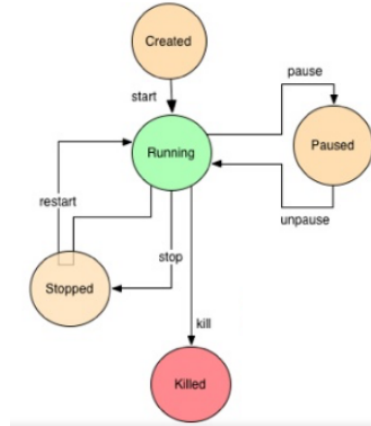 Created
start
pause
Running
Paused
restart
unpause
stop
Stopped
kill
Killed